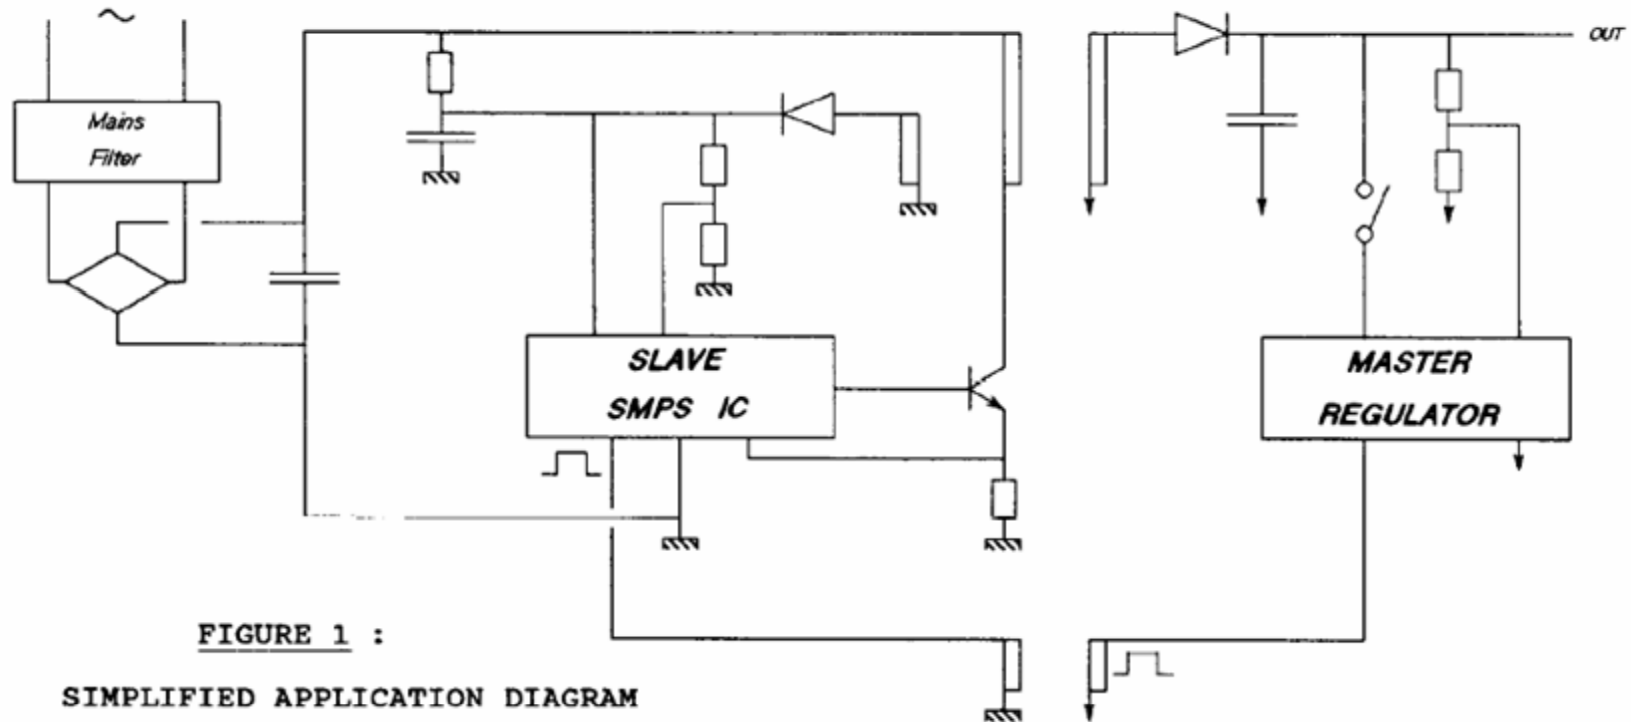 OUT
Mains
Filter
SLAVE
SMPS IC
MASTER
REGULATOR
FIGURE 1 :
SIMPLIFIED APPLICATION DIAGRAM